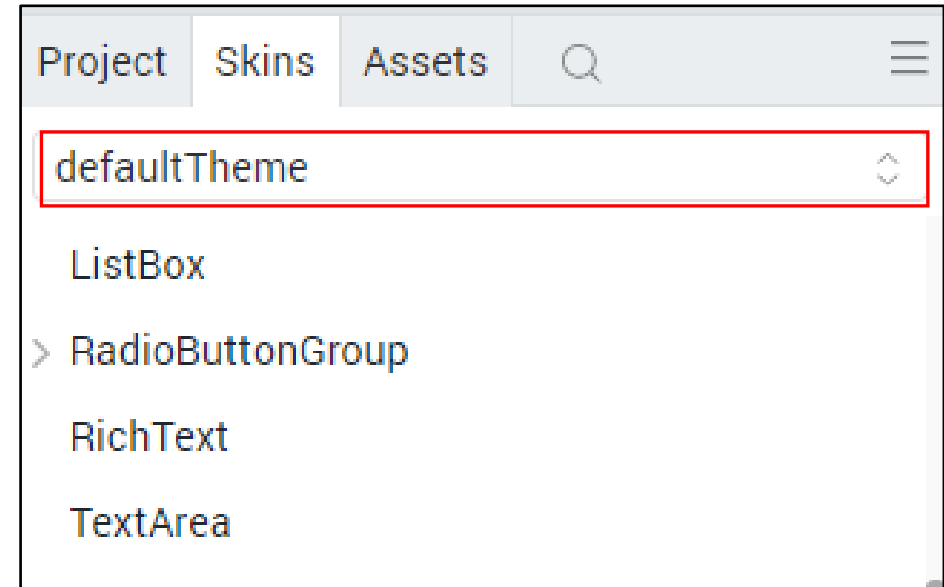 Project Skins Assets
defaultTheme
ListBox
RadioButtonGroup
RichText
TextArea